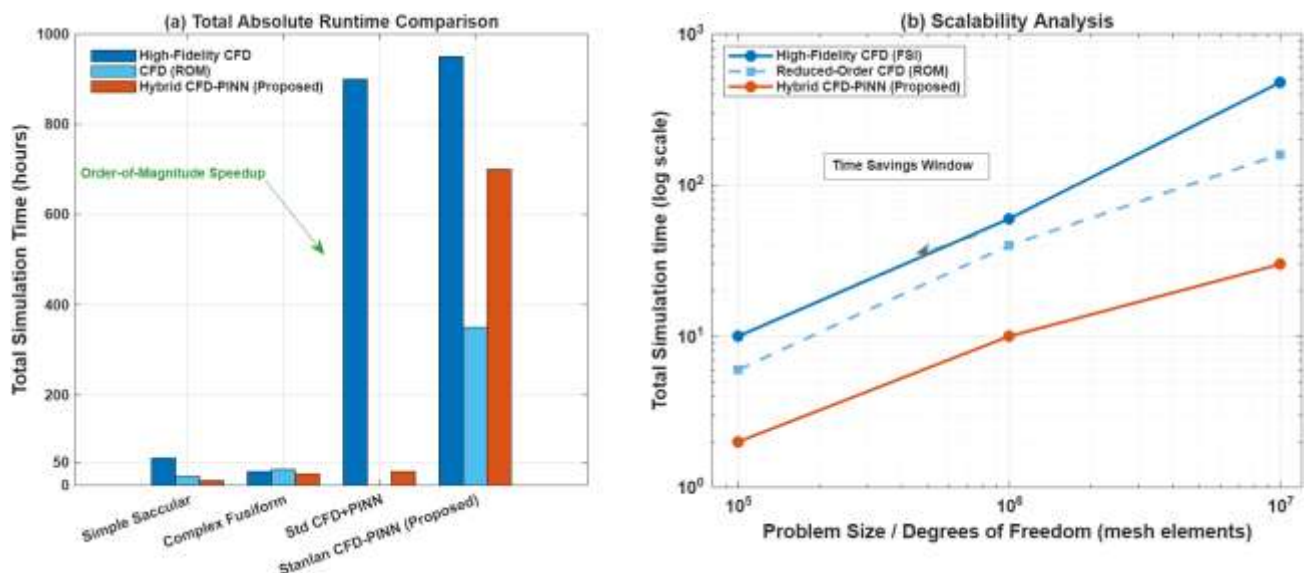 (a) Total Absolute Runtime Comparison
1000
800
600
400
200
50
0
Total Simulation Time (hours)
High-Fidelity CFD
CFD (ROM)
Hybrid CFD-PINN (Proposed)
Order-of-Magnitude Speedup
Simple Saccular
Complex Fusiform
Std CFD+PINN
Stanlan CFD-PINN (Proposed)
(b) Scalability Analysis
10³
10²
10¹
10⁰
Total Simulation time (log scale)
High-Fidelity CFD (FSI)
Reduced-Order CFD (ROM)
Hybrid CFD-PINN (Proposed)
Time Savings Window
10⁵
10⁶
10⁷
Problem Size / Degrees of Freedom (mesh elements)